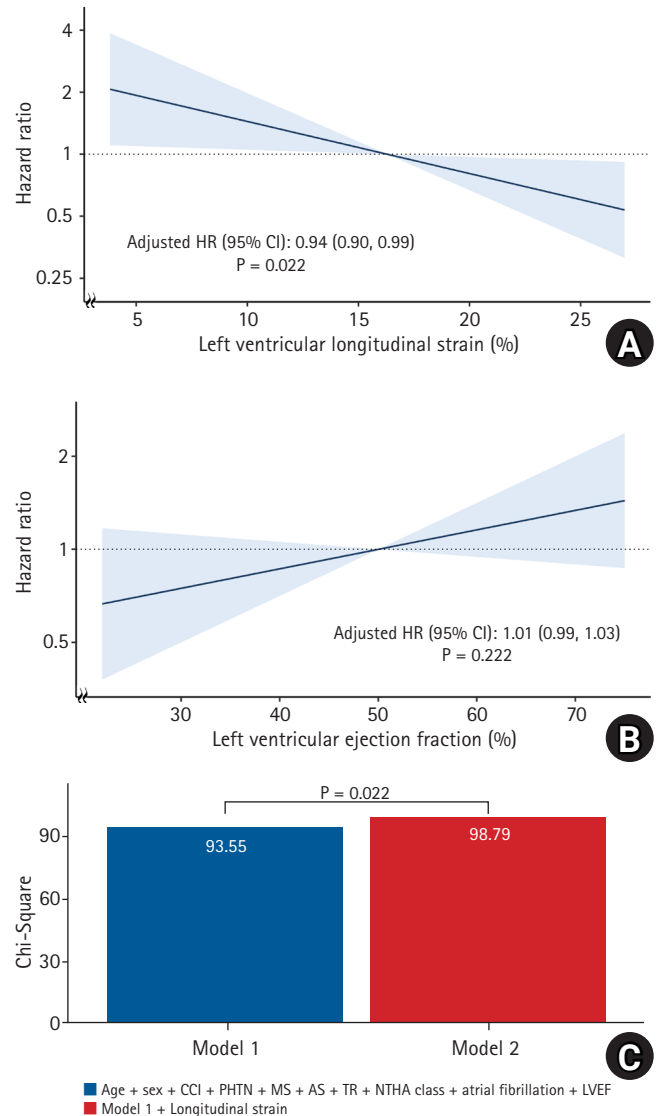 4
2
1
0.5
0.25
Hazard ratio
Adjusted HR (95% CI): 0.94 (0.90, 0.99)
P = 0.022
5 10 15 20 25
Left ventricular longitudinal strain (%)
A
2
1
0.5
Hazard ratio
Adjusted HR (95% CI): 1.01 (0.99, 1.03)
P = 0.222
30 40 50 60 70
Left ventricular ejection fraction (%)
B
P = 0.022
90
60
30
0
Chi-Square
93.55
98.79
Model 1 Model 2
C
Age + sex + CCI + PHTN + MS + AS + TR + NTHA class + atrial fibrillation + LVEF
Model 1 + Longitudinal strain